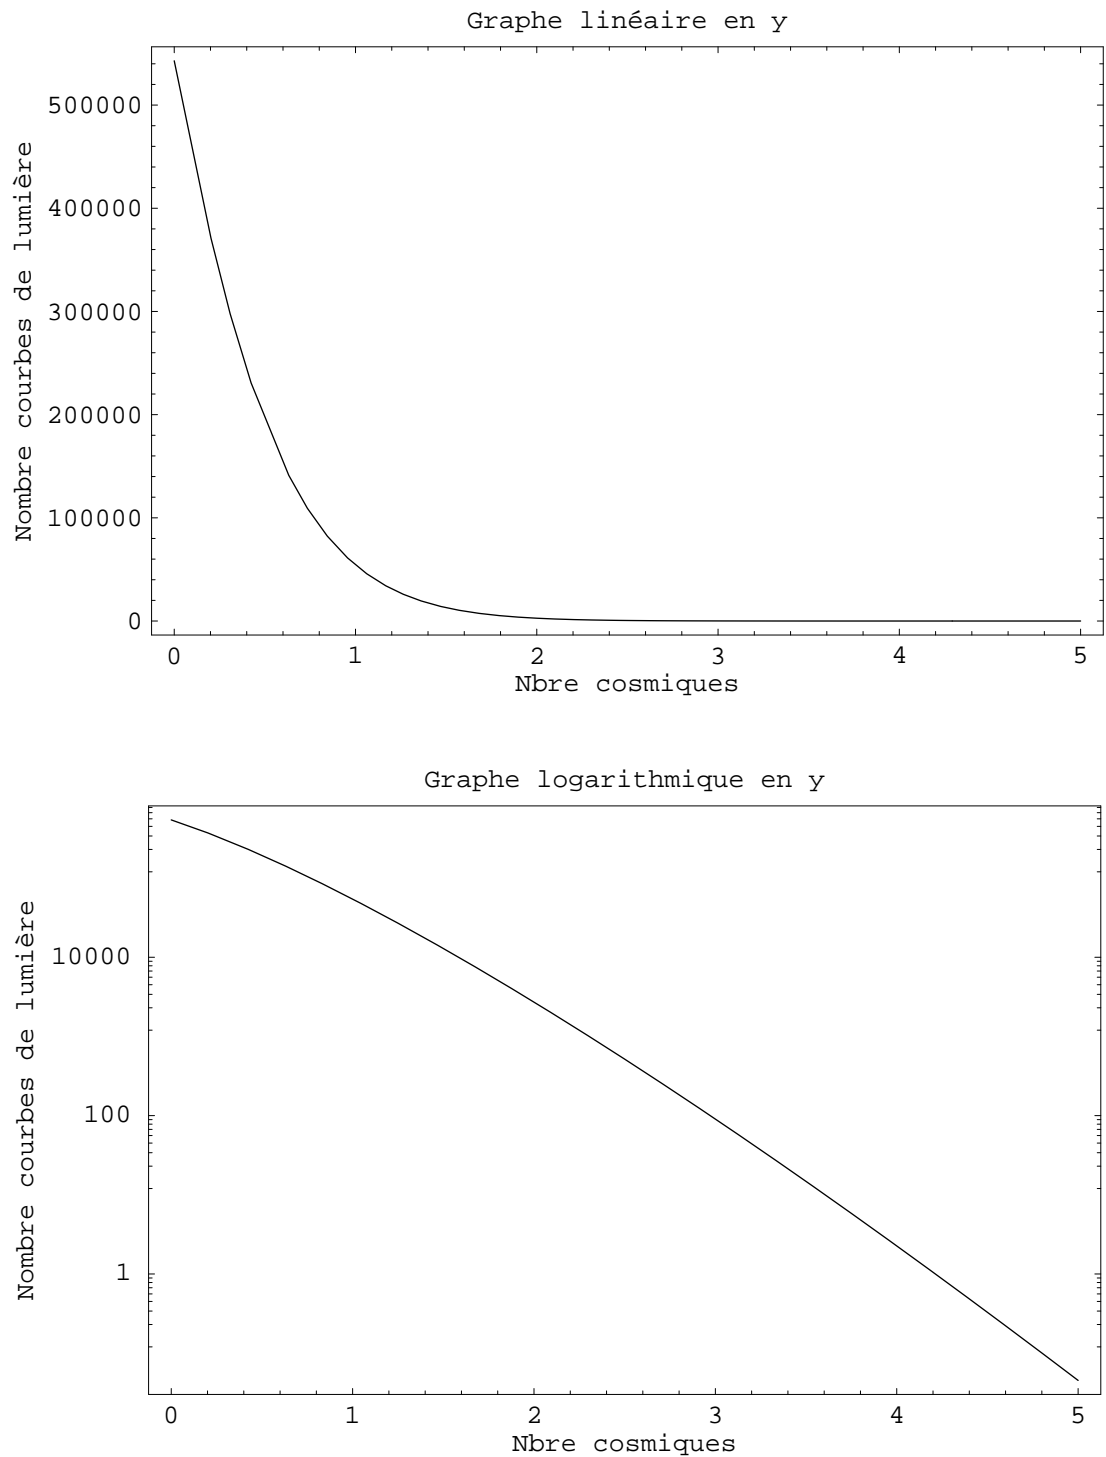 Graphe linéaire en y
Nombre courbes de lumière
500000
400000
300000
200000
100000
0
0 1 2 3 4 5
Nbre cosmiques
Graphe logarithmique en y
Nombre courbes de lumière
10000
100
1
0 1 2 3 4 5
Nbre cosmiques